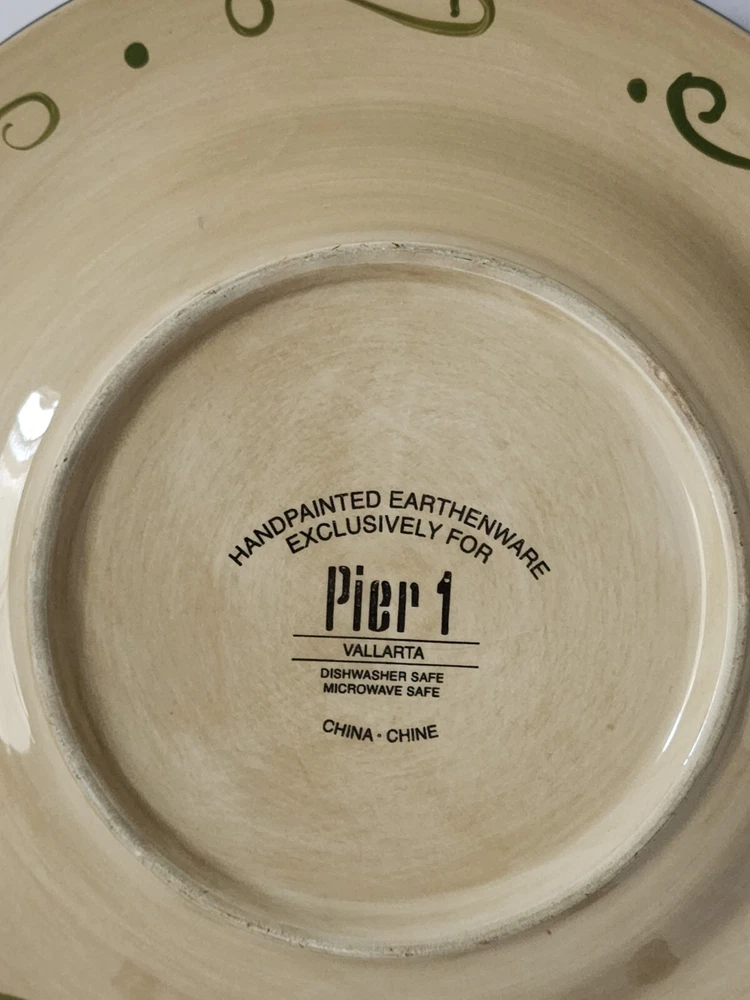 HANDPAINTED EARTHENWARE
EXCLUSIVELY FOR
Pier 1
VALLARTA
DISHWASHER SAFE
MICROWAVE SAFE
CHINA · CHINE